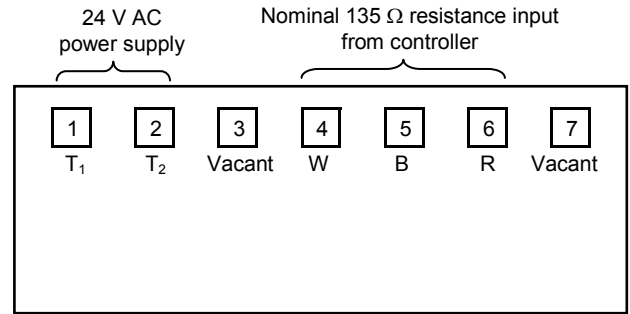 24 V AC
power supply
Nominal 135 Ω resistance input
from controller
1 2 3 4 5 6 7
T₁ T₂ Vacant W B R Vacant